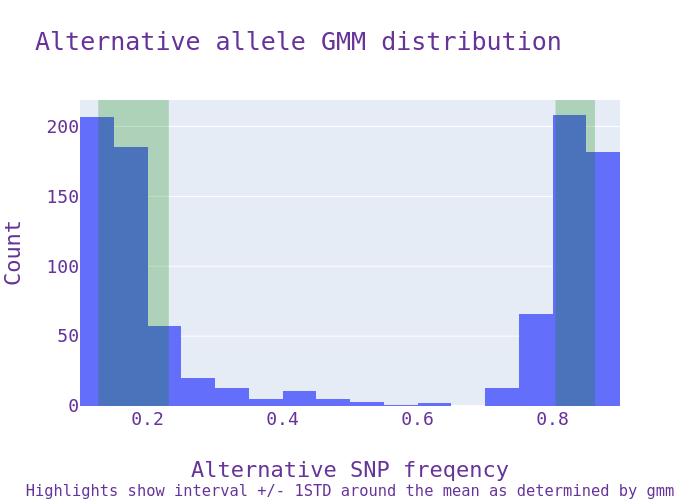 Alternative allele GMM distribution
200
150
100
50
0
Count
0.2
0.4
0.6
0.8
Alternative SNP freqency
Highlights show interval +/- 1STD around the mean as determined by gmm